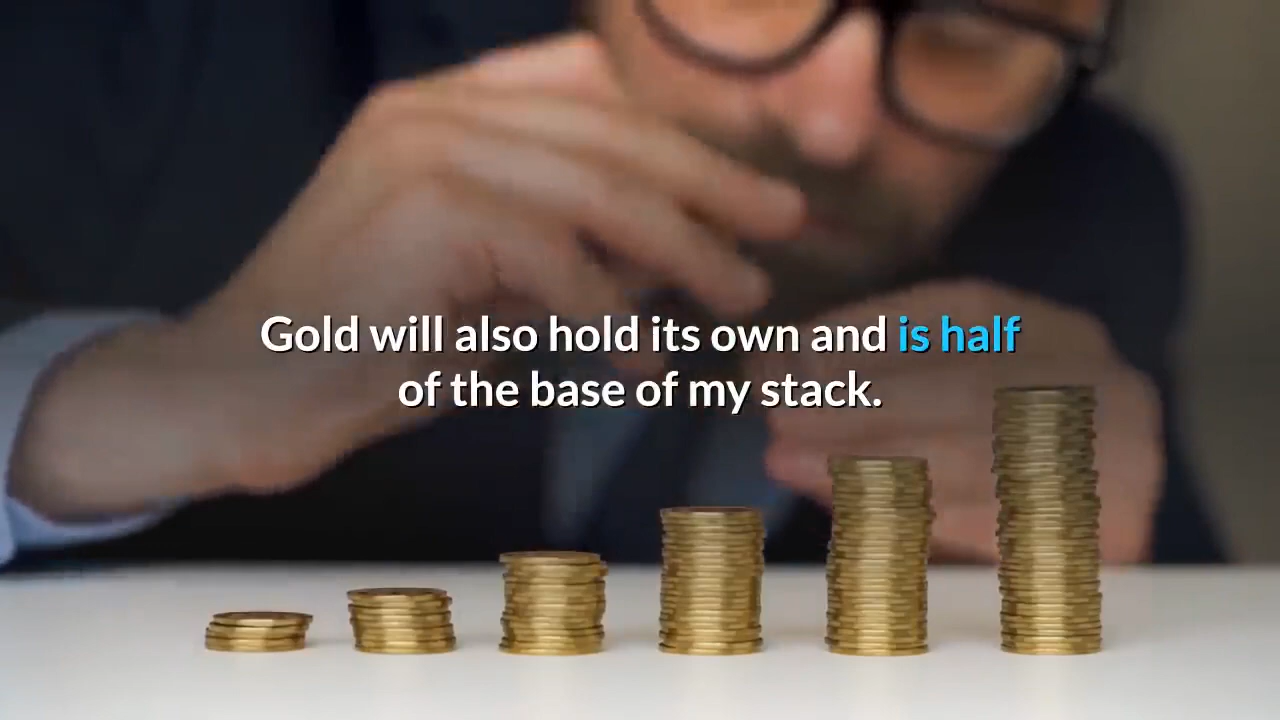 Gold will also hold its own and is half
of the base of my stack.